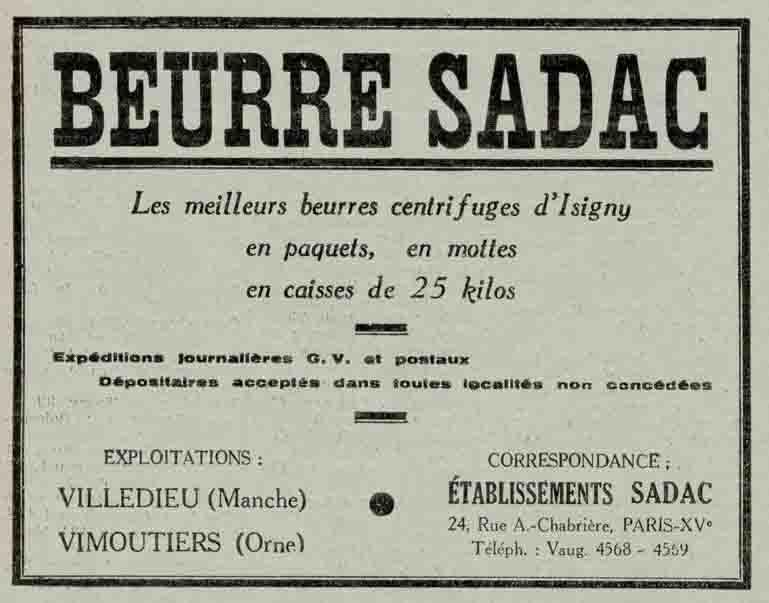 BEURRE SADAC
Les meilleurs beurres centrifuges d'Isigny
en paquets, en mottes
en caisses de 25 kilos
Expéditions journalières G.V. et postaux
Dépositaires acceptés dans toutes localités non concédées
EXPLOITATIONS :
VILLEDIEU (Manche)
VIMOUTIERS (Orne)
CORRESPONDANCE ;
ÉTABLISSEMENTS SADAC
24, Rue A.-Chabrière, PARIS-XVe
Téléph. : Vaug. 4568 - 4569